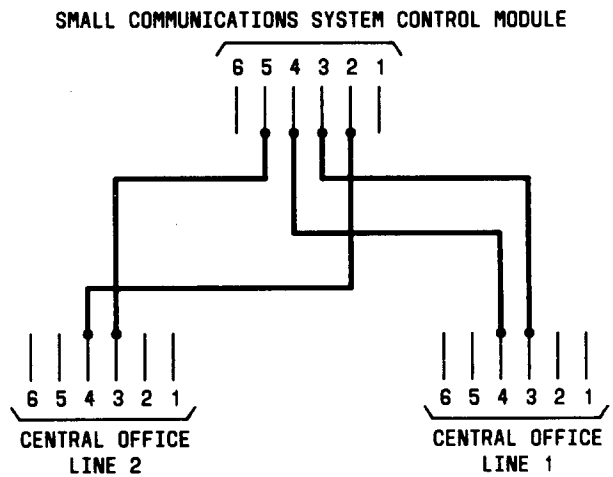 SMALL COMMUNICATIONS SYSTEM CONTROL MODULE
6 5 4 3 2 1
6 5 4 3 2 1
CENTRAL OFFICE
LINE 2
6 5 4 3 2 1
CENTRAL OFFICE
LINE 1